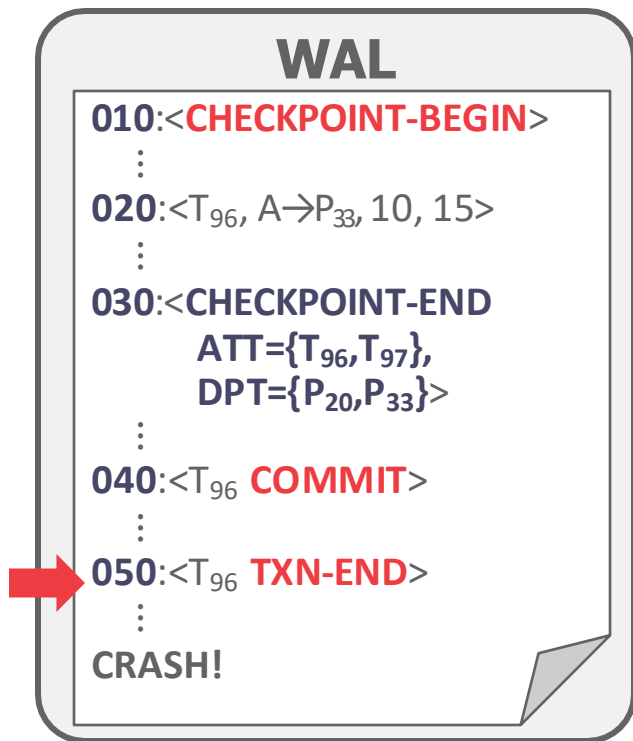 WAL
010:<CHECKPOINT-BEGIN>
⋮
020:<T₉₆, A→P₃₃, 10, 15>
⋮
030:<CHECKPOINT-END
ATT={T₉₆,T₉₇},
DPT={P₂₀,P₃₃}>
⋮
040:<T₉₆ COMMIT>
⋮
050:<T₉₆ TXN-END>
⋮
CRASH!